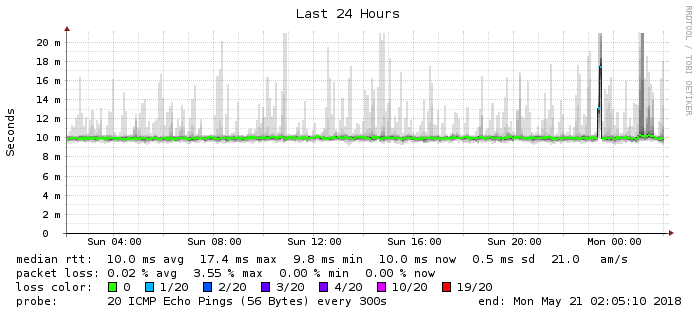 Last 24 Hours
RRDTOOL / TOBI OETIKER
Seconds
20 m
18 m
16 m
14 m
12 m
10 m
8 m
6 m
4 m
2 m
0
Sun 04:00 Sun 08:00 Sun 12:00 Sun 16:00 Sun 20:00 Mon 00:00
median rtt: 10.0 ms avg 17.4 ms max 9.8 ms min 10.0 ms now 0.5 ms sd 21.0 am/s
packet loss: 0.02 % avg 3.55 % max 0.00 % min 0.00 % now
loss color: 0 1/20 2/20 3/20 4/20 10/20 19/20
probe: 20 ICMP Echo Pings (56 Bytes) every 300s end: Mon May 21 02:05:10 2018